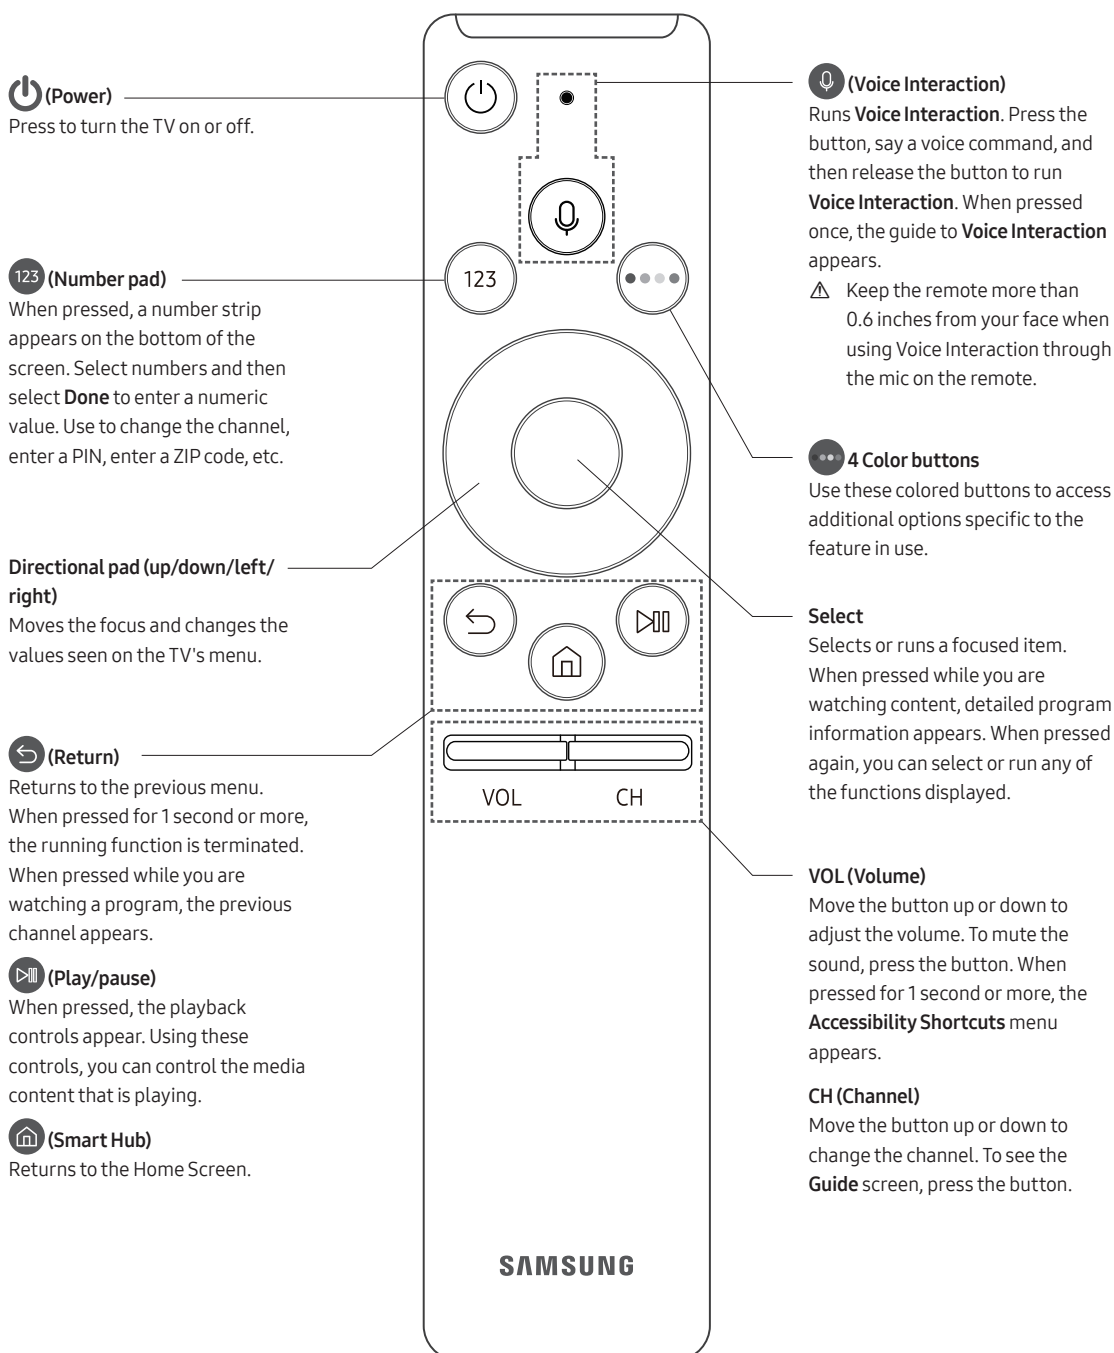 (Power)
Press to turn the TV on or off.
123 (Number pad)
When pressed, a number strip
appears on the bottom of the
screen. Select numbers and then
select Done to enter a numeric
value. Use to change the channel,
enter a PIN, enter a ZIP code, etc.
Directional pad (up/down/left/
right)
Moves the focus and changes the
values seen on the TV's menu.
(Return)
Returns to the previous menu.
When pressed for 1 second or more,
the running function is terminated.
When pressed while you are
watching a program, the previous
channel appears.
(Play/pause)
When pressed, the playback
controls appear. Using these
controls, you can control the media
content that is playing.
(Smart Hub)
Returns to the Home Screen.
123
VOL CH
SAMSUNG
(Voice Interaction)
Runs Voice Interaction. Press the
button, say a voice command, and
then release the button to run
Voice Interaction. When pressed
once, the guide to Voice Interaction
appears.
Keep the remote more than
0.6 inches from your face when
using Voice Interaction through
the mic on the remote.
4 Color buttons
Use these colored buttons to access
additional options specific to the
feature in use.
Select
Selects or runs a focused item.
When pressed while you are
watching content, detailed program
information appears. When pressed
again, you can select or run any of
the functions displayed.
VOL (Volume)
Move the button up or down to
adjust the volume. To mute the
sound, press the button. When
pressed for 1 second or more, the
Accessibility Shortcuts menu
appears.
CH (Channel)
Move the button up or down to
change the channel. To see the
Guide screen, press the button.